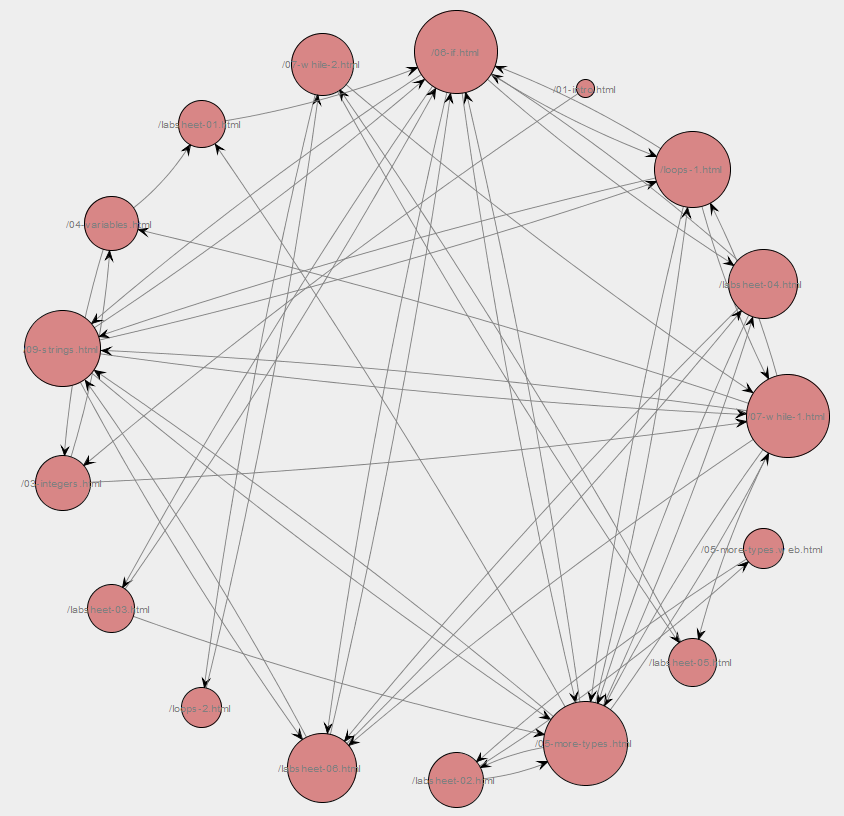 /06-if.html
/07-while-2.html
/01-intro.html
/labsheet-01.html
/loops-1.html
/04-variables.html
/labsheet-04.html
/09-strings.html
/07-while-1.html
/03-integers.html
/05-more-types.web.html
/labsheet-03.html
/labsheet-05.html
/loops-2.html
/05-more-types.html
/labsheet-06.html
/labsheet-02.html